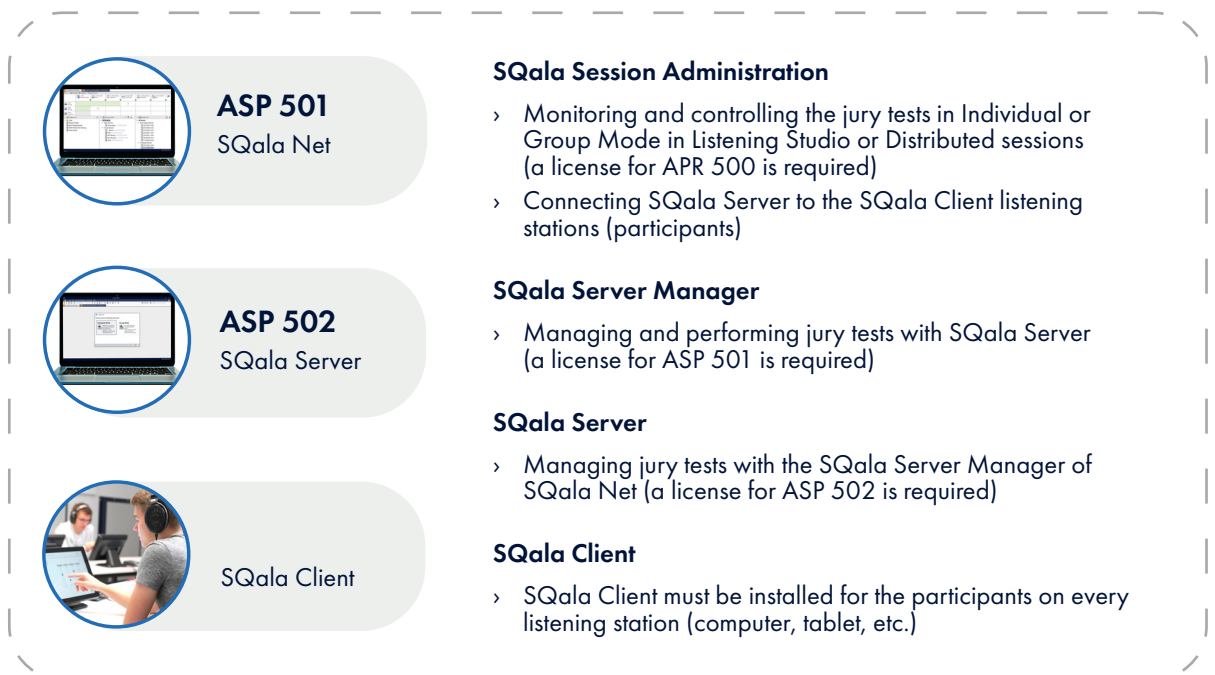 ASP 501
SQala Net
ASP 502
SQala Server
SQala Client
SQala Session Administration
› Monitoring and controlling the jury tests in Individual or
Group Mode in Listening Studio or Distributed sessions
(a license for APR 500 is required)
› Connecting SQala Server to the SQala Client listening
stations (participants)
SQala Server Manager
› Managing and performing jury tests with SQala Server
(a license for ASP 501 is required)
SQala Server
› Managing jury tests with the SQala Server Manager of
SQala Net (a license for ASP 502 is required)
SQala Client
› SQala Client must be installed for the participants on every
listening station (computer, tablet, etc.)